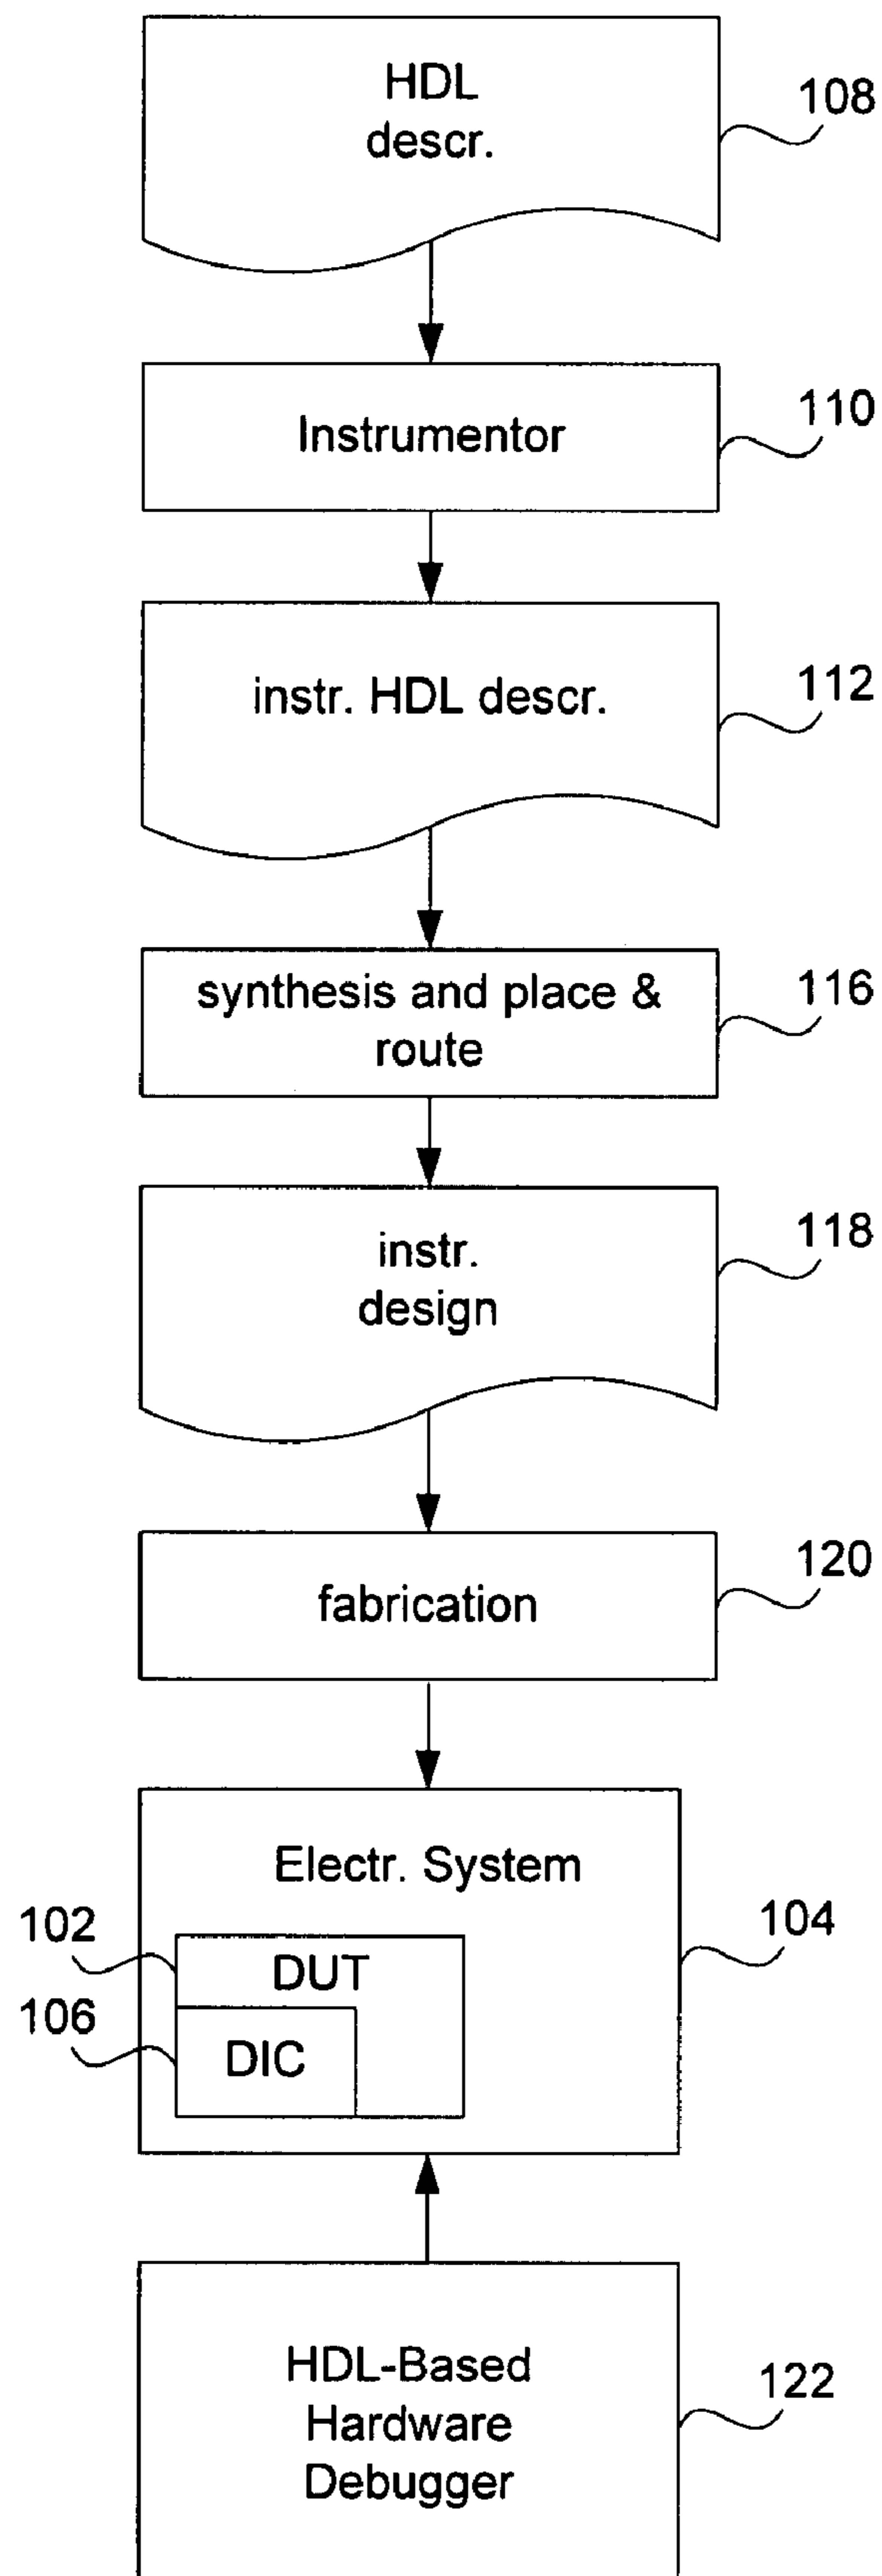 HDL
descr.
108
Instrumentor
110
instr. HDL descr.
112
synthesis and place &
route
116
instr.
design
118
fabrication
120
Electr. System
104
102
DUT
106
DIC
HDL-Based
Hardware
Debugger
122